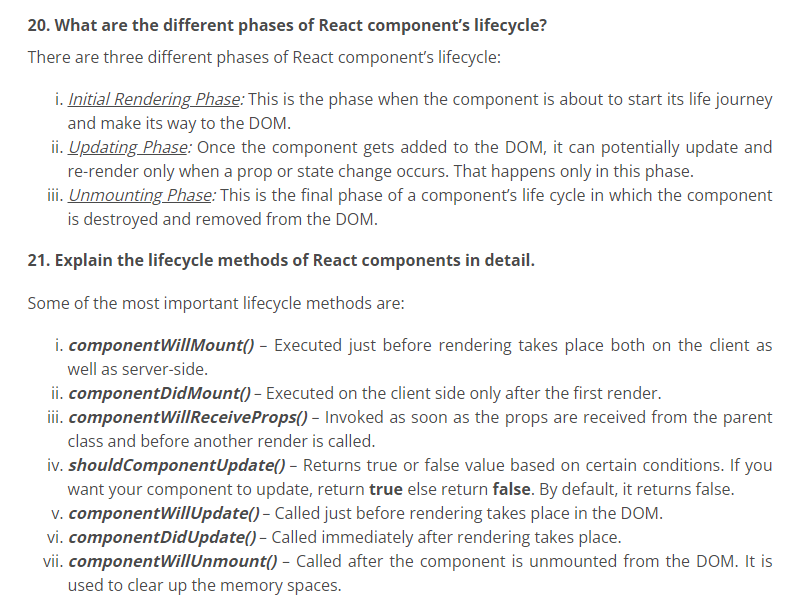 20. What are the different phases of React component’s lifecycle?
There are three different phases of React component’s lifecycle:
i. Initial Rendering Phase: This is the phase when the component is about to start its life journey
and make its way to the DOM.
ii. Updating Phase: Once the component gets added to the DOM, it can potentially update and
re-render only when a prop or state change occurs. That happens only in this phase.
iii. Unmounting Phase: This is the final phase of a component’s life cycle in which the component
is destroyed and removed from the DOM.
21. Explain the lifecycle methods of React components in detail.
Some of the most important lifecycle methods are:
i. componentWillMount() – Executed just before rendering takes place both on the client as
well as server-side.
ii. componentDidMount() – Executed on the client side only after the first render.
iii. componentWillReceiveProps() – Invoked as soon as the props are received from the parent
class and before another render is called.
iv. shouldComponentUpdate() – Returns true or false value based on certain conditions. If you
want your component to update, return true else return false. By default, it returns false.
v. componentWillUpdate() – Called just before rendering takes place in the DOM.
vi. componentDidUpdate() – Called immediately after rendering takes place.
vii. componentWillUnmount() – Called after the component is unmounted from the DOM. It is
used to clear up the memory spaces.